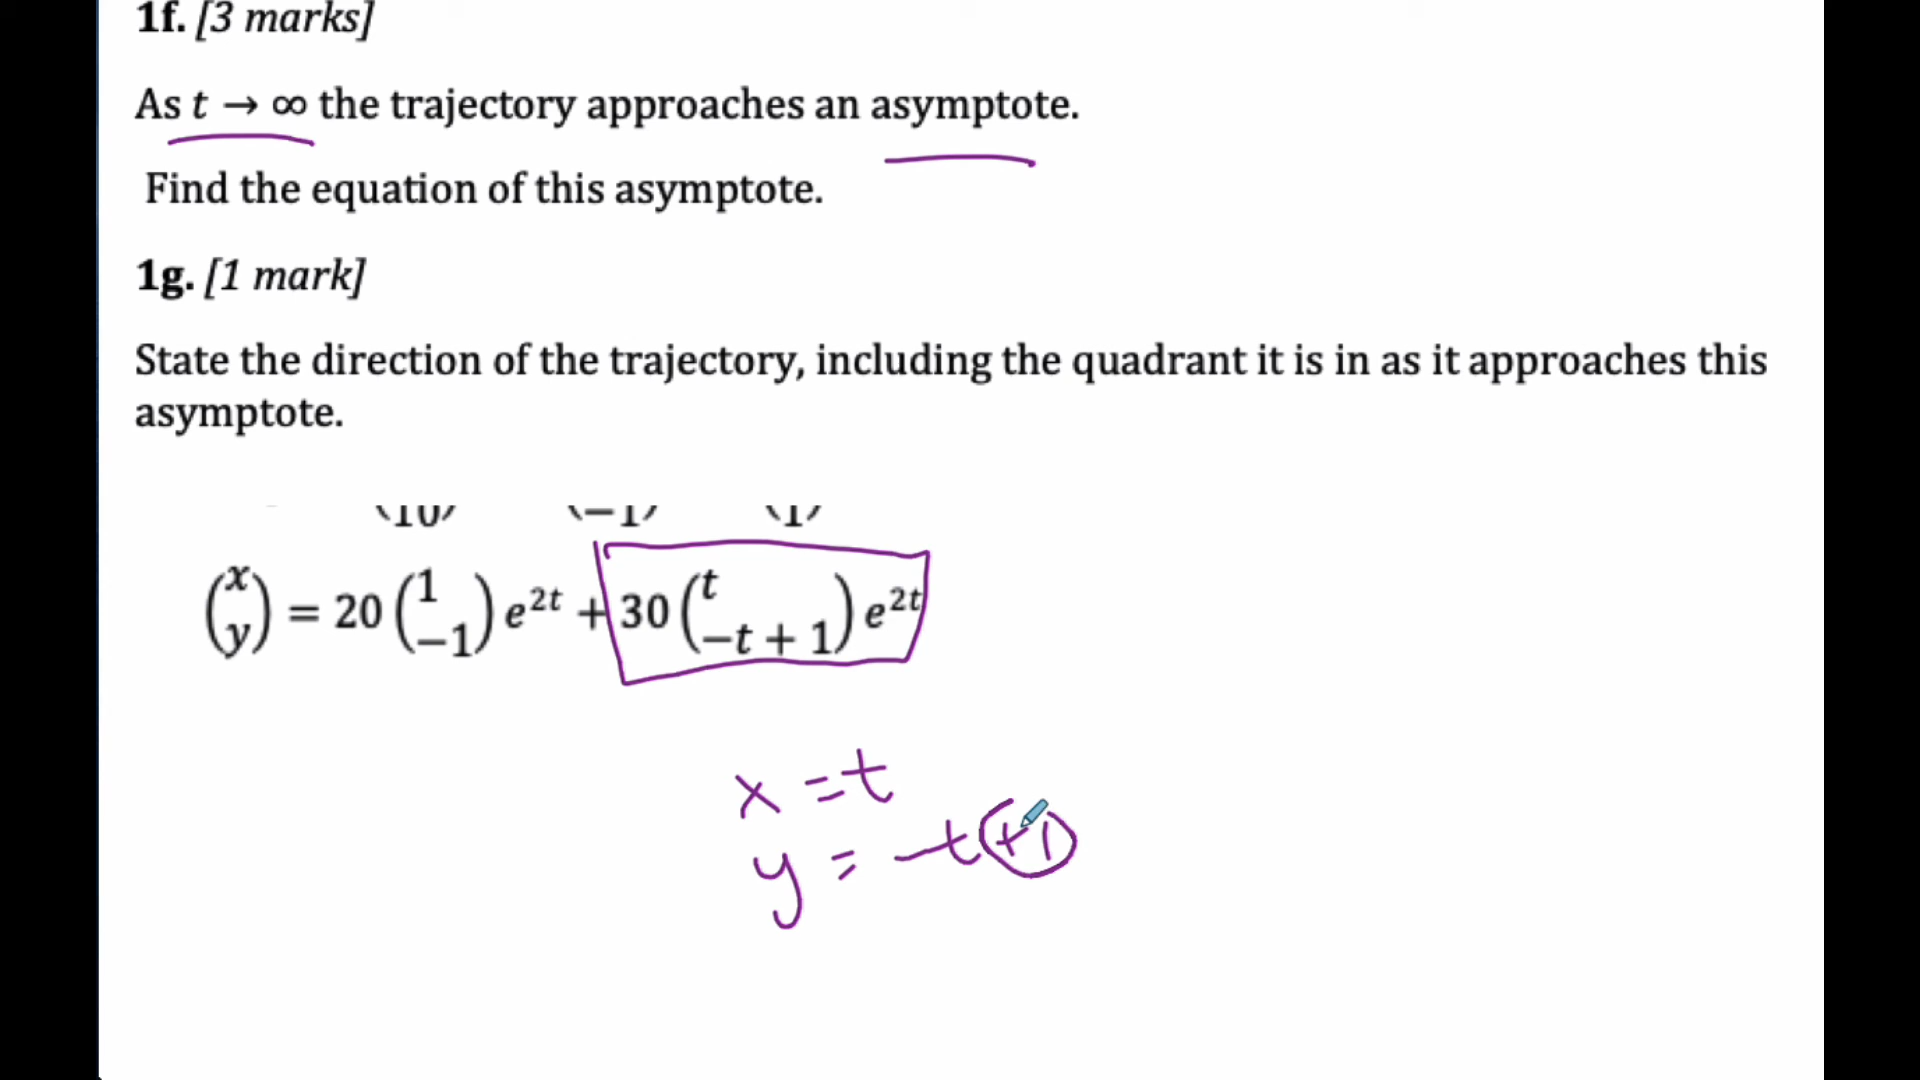 1f. [3 marks]
As t → ∞ the trajectory approaches an asymptote.
Find the equation of this asymptote.
1g. [1 mark]
State the direction of the trajectory, including the quadrant it is in as it approaches this
asymptote.
(x y) = 20 (1 −1) e^{2t} + 30 (t −t + 1) e^{2t}
x = t
y = -t+1